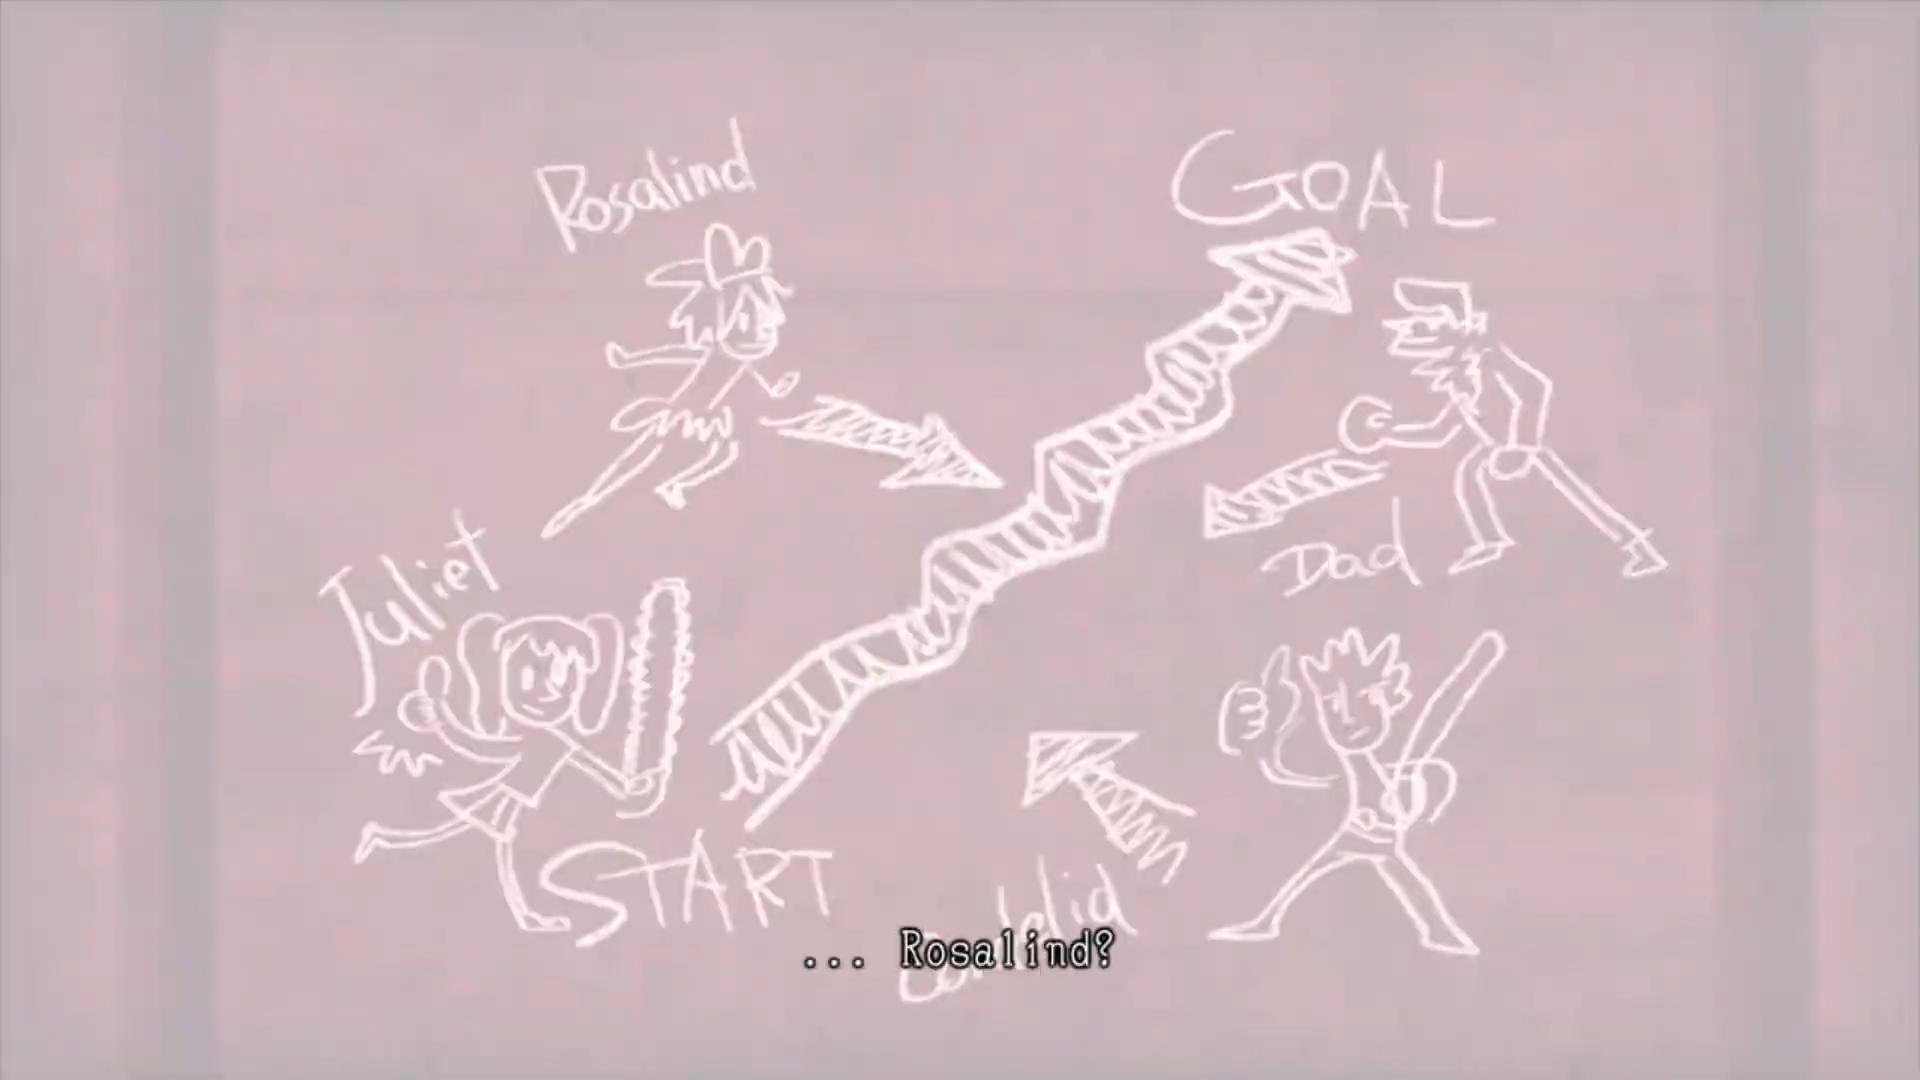 Rosalind
GOAL
Juliet
Dad
START
... Rosalind?